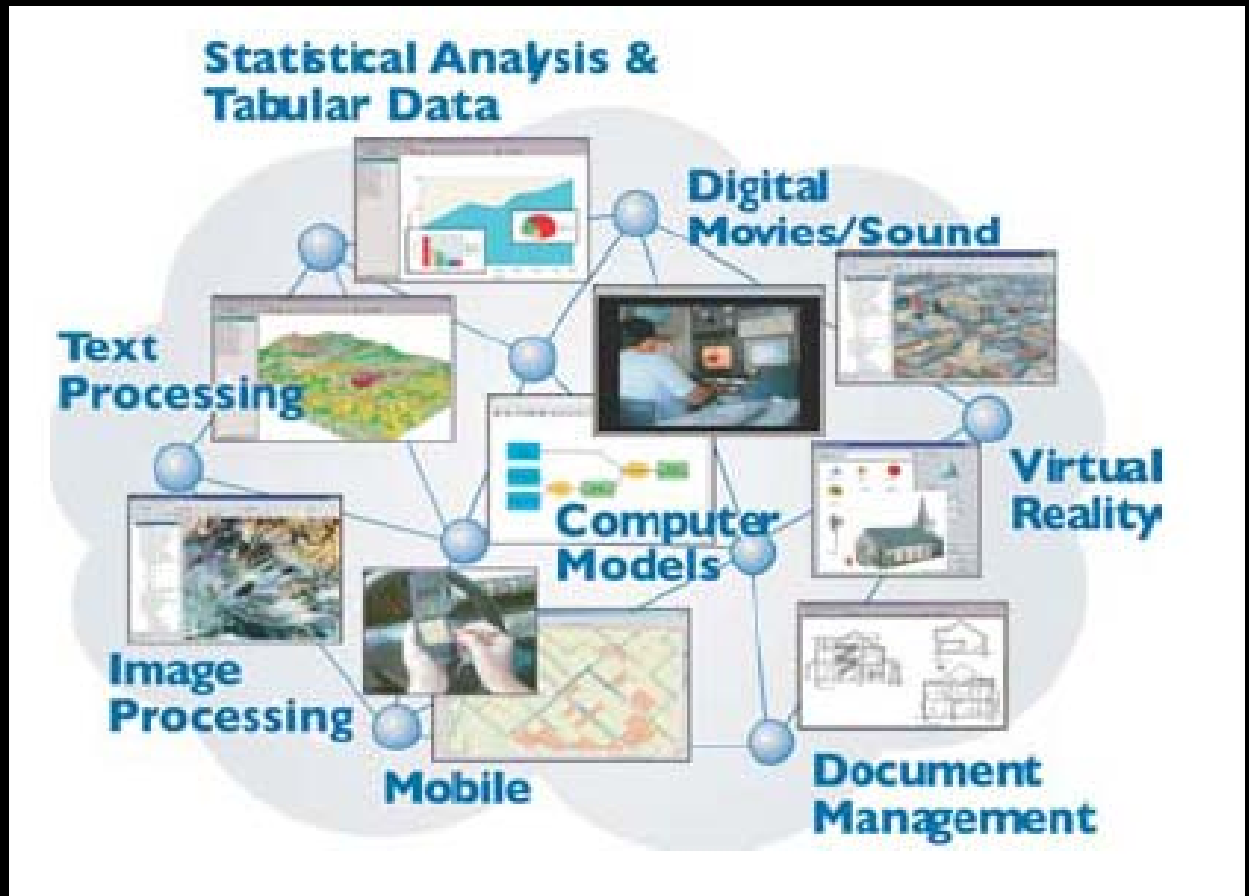 Statistical Analysis &
Tabular Data
Digital
Movies/Sound
Text
Processing
Virtual
Reality
Computer
Models
Image
Processing
Mobile
Document
Management